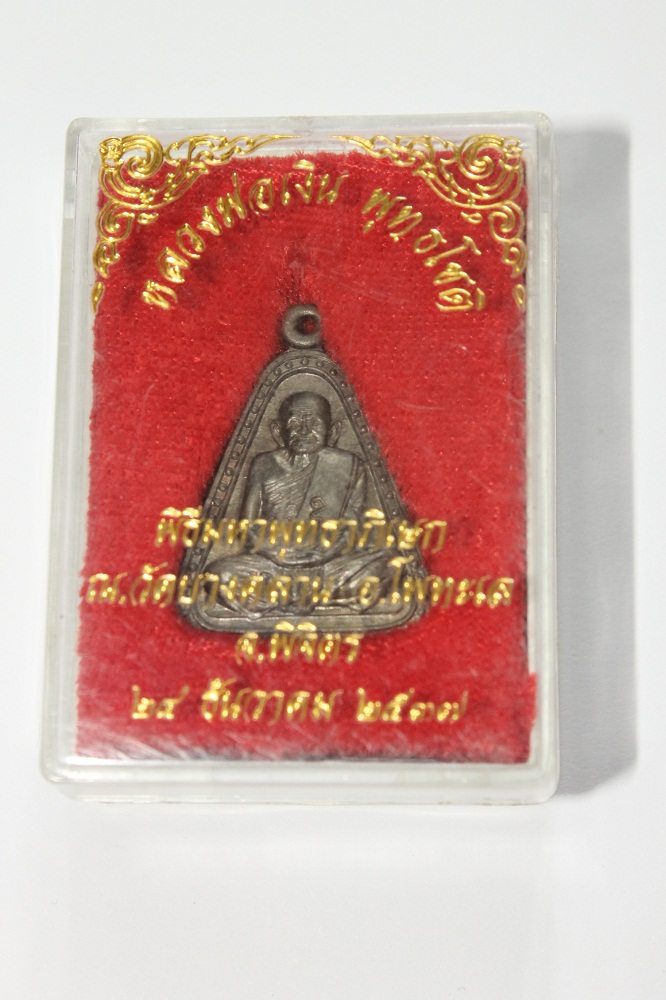 หลวงพ่อเงิน พุทธโชติ
พิธีมหาพุทธาภิเษก
ณ.วัดบางคลาน อ.โพทะเล
จ.พิจิตร
๒๔ ธันวาคม ๒๕๓๗